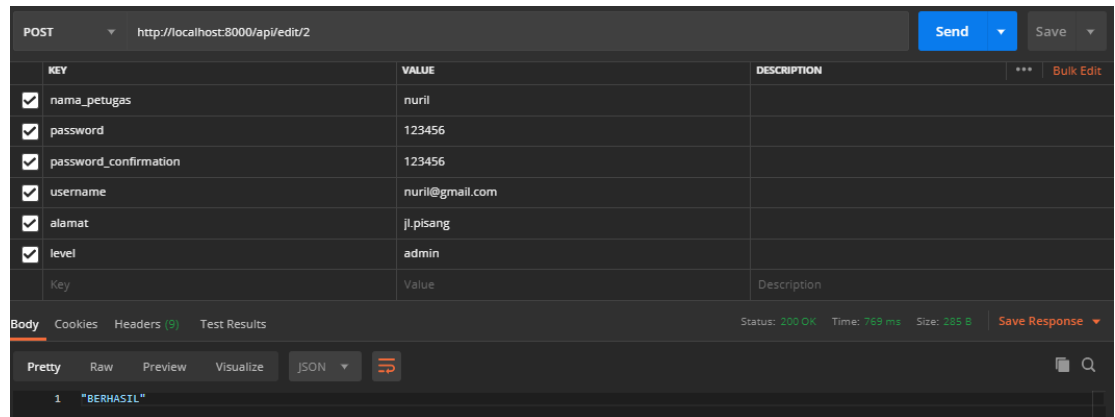 POST http://localhost:8000/api/edit/2 Send Save
KEY VALUE DESCRIPTION ••• Bulk Edit
nama_petugas nuril
password 123456
password_confirmation 123456
username nuril@gmail.com
alamat jl.pisang
level admin
Key Value Description
Body Cookies Headers (9) Test Results Status: 200 OK Time: 769 ms Size: 285 B Save Response
Pretty Raw Preview Visualize JSON
1 "BERHASIL"